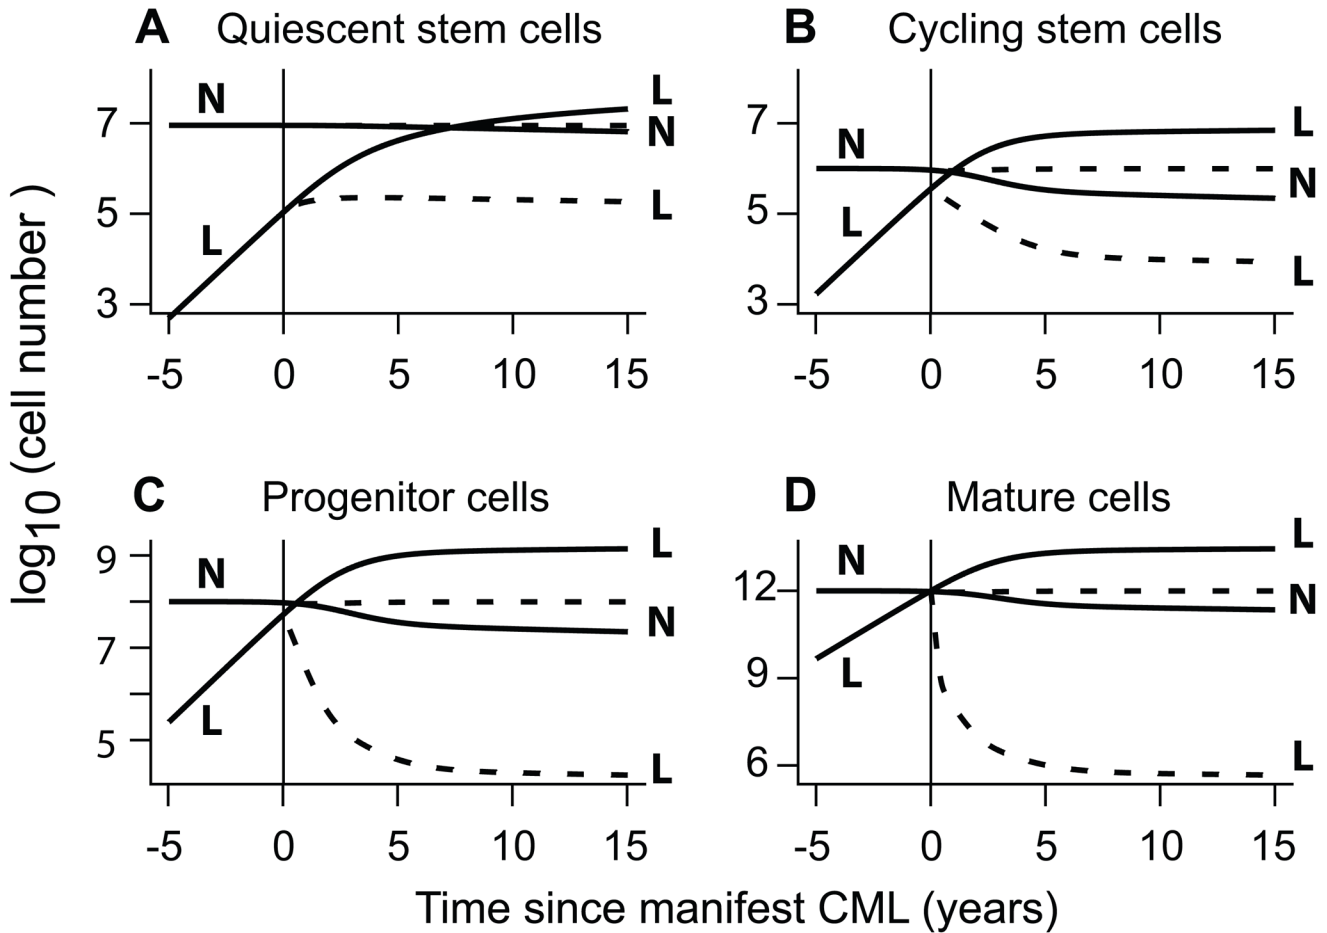 A Quiescent stem cells
N
L
N
L
L
7
5
3
-5 0 5 10 15
B Cycling stem cells
N
L
L
N
L
7
5
3
-5 0 5 10 15
log10 (cell number )
C Progenitor cells
N
L
L
N
L
9
7
5
-5 0 5 10 15
D Mature cells
N
L
L
N
L
12
9
6
-5 0 5 10 15
Time since manifest CML (years)